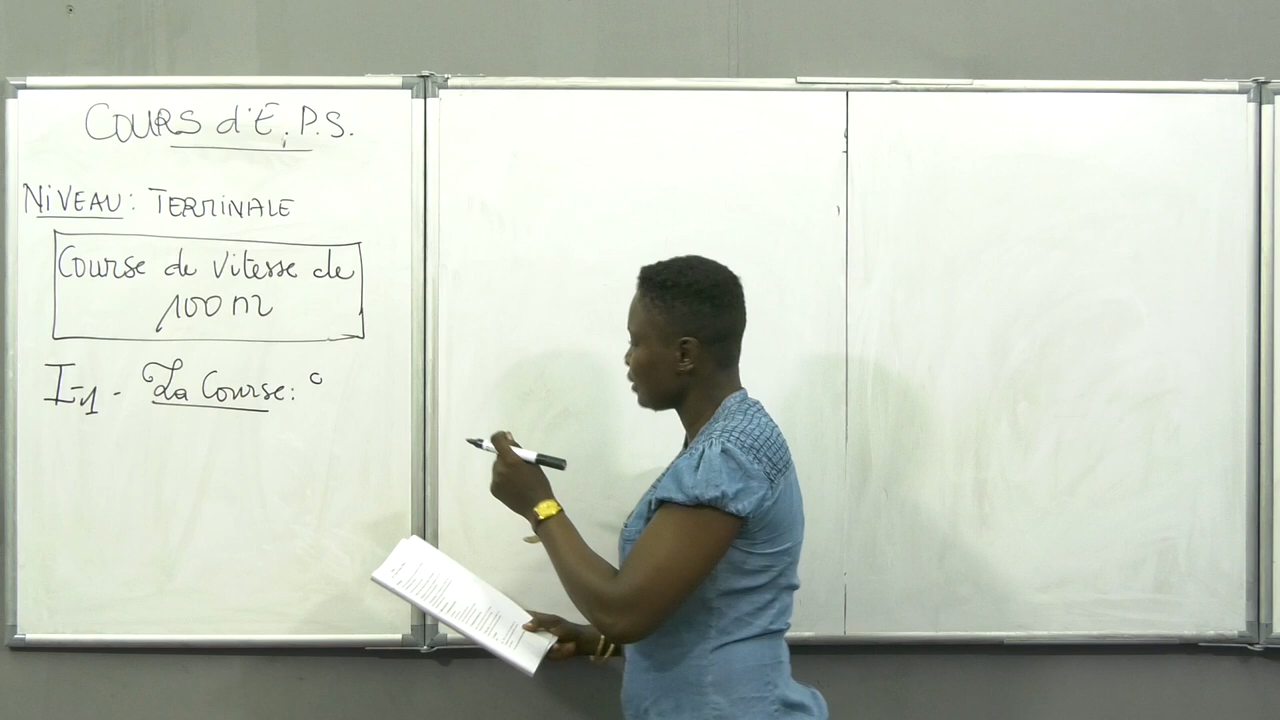 COURS d'E.P.S.
NIVEAU: TERMINALE
Course de vitesse de
100 m
I-1 - La Course: